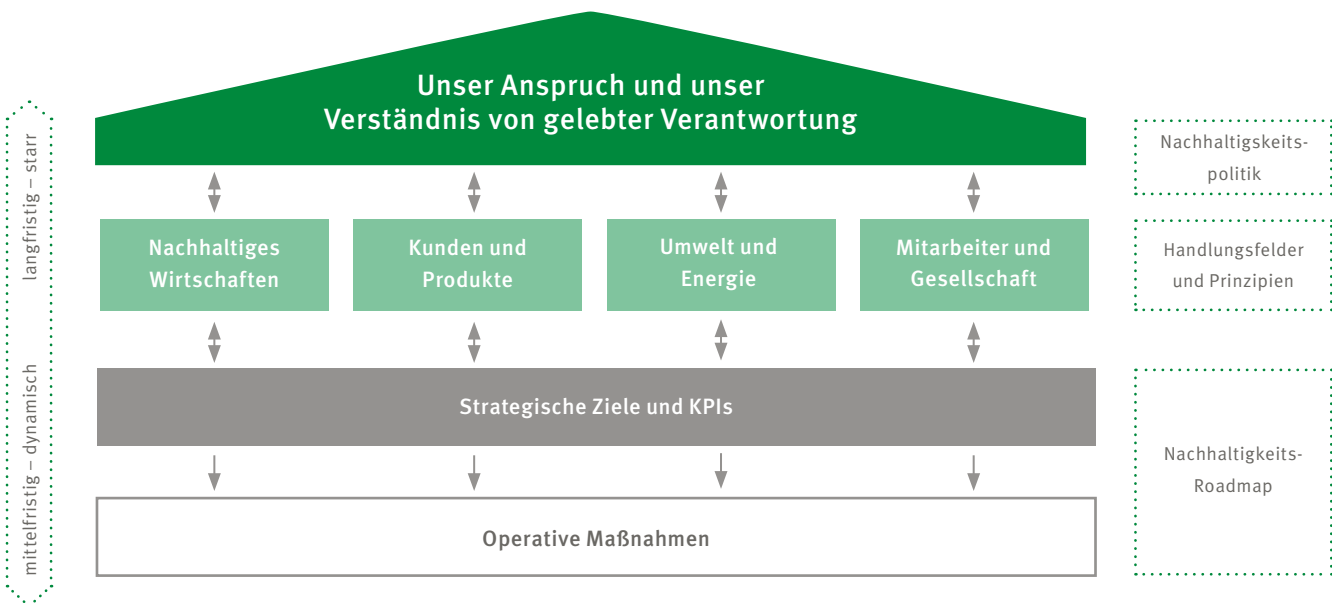 Unser Anspruch und unser
Verständnis von gelebter Verantwortung
langfristig – starr
Nachhaltigskeits-
politik
Nachhaltiges
Wirtschaften
Kunden und
Produkte
Umwelt und
Energie
Mitarbeiter und
Gesellschaft
Handlungsfelder
und Prinzipien
mittelfristig – dynamisch
Strategische Ziele und KPIs
Nachhaltigkeits-
Roadmap
Operative Maßnahmen